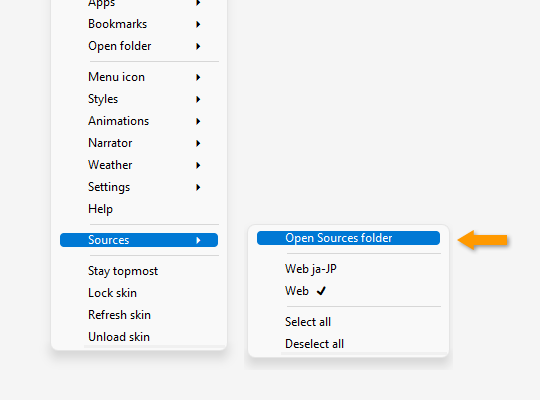 Apps
Bookmarks
Open folder
Menu icon
Styles
Animations
Narrator
Weather
Settings
Help
Sources
Stay topmost
Lock skin
Refresh skin
Unload skin
Open Sources folder
Web ja-JP
Web
Select all
Deselect all